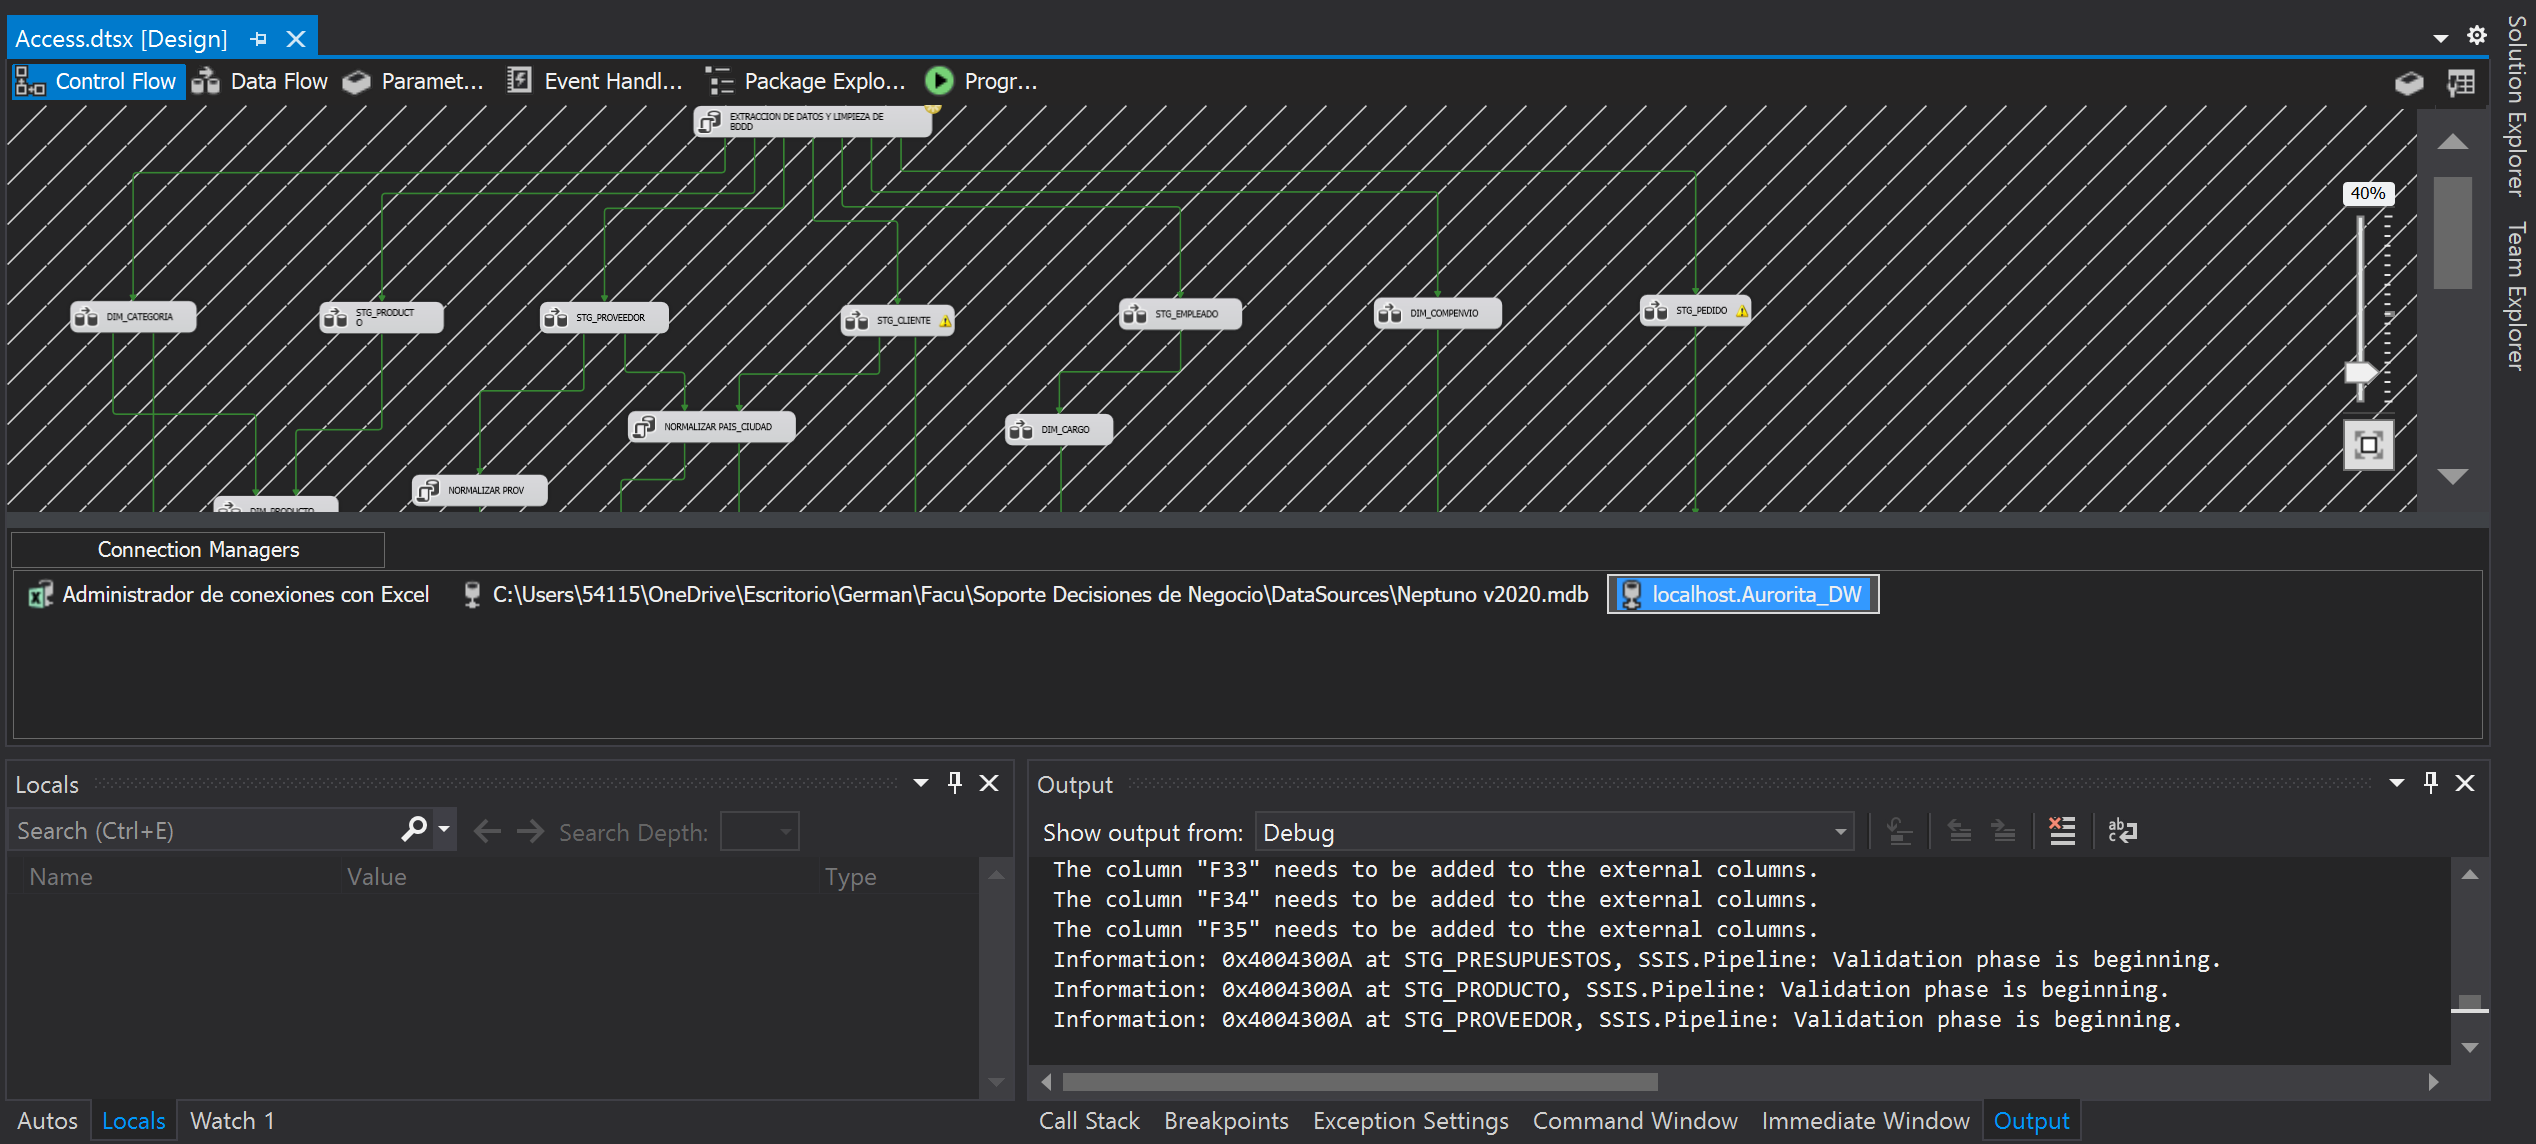 Access.dtsx [Design]
Control Flow
Data Flow
Paramet...
Event Handl...
Package Explo...
Progr...
Solution Explorer
Team Explorer
EXTRACCION DE DATOS Y LIMPIEZA DE
BDDD
40%
DIM_CATEGORIA
STG_PRODUCT
O
STG_PROVEEDOR
STG_CLIENTE
STG_EMPLEADO
DIM_COMPENVIO
STG_PEDIDO
NORMALIZAR PAIS_CIUDAD
DIM_CARGO
NORMALIZAR PROV
DIM_PRODUCTO
Connection Managers
Administrador de conexiones con Excel
C:\Users\54115\OneDrive\Escritorio\German\Facu\Soporte Decisiones de Negocio\DataSources\Neptuno v2020.mdb
localhost.Aurorita_DW
Locals
Search (Ctrl+E)
Search Depth:
Name
Value
Type
Autos
Locals
Watch 1
Output
Show output from:
Debug
The column "F33" needs to be added to the external columns.
The column "F34" needs to be added to the external columns.
The column "F35" needs to be added to the external columns.
Information: 0x4004300A at STG_PRESUPUESTOS, SSIS.Pipeline: Validation phase is beginning.
Information: 0x4004300A at STG_PRODUCTO, SSIS.Pipeline: Validation phase is beginning.
Information: 0x4004300A at STG_PROVEEDOR, SSIS.Pipeline: Validation phase is beginning.
Call Stack
Breakpoints
Exception Settings
Command Window
Immediate Window
Output